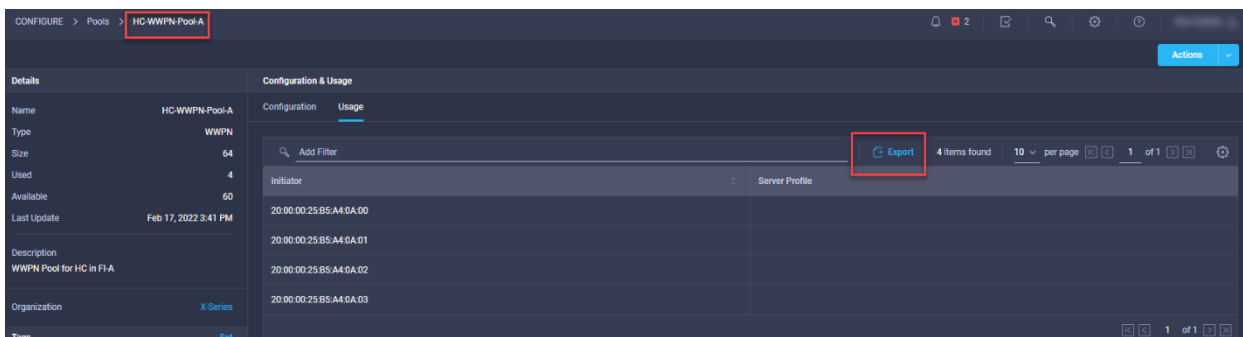 CONFIGURE > Pools > HC-WWPN-Pool-A 2
Actions
Details
Configuration & Usage
Name HC-WWPN-Pool-A
Configuration Usage
Type WWPN
Size 64
Add Filter Export 4 items found 10 per page 1 of 1
Used 4
Initiator Server Profile
Available 60
Last Update Feb 17, 2022 3:41 PM
20:00:00:25:B5:A4:0A:00
20:00:00:25:B5:A4:0A:01
Description
WWPN Pool for HC in FI-A
20:00:00:25:B5:A4:0A:02
20:00:00:25:B5:A4:0A:03
Organization X-Series
1 of 1
Tags Set